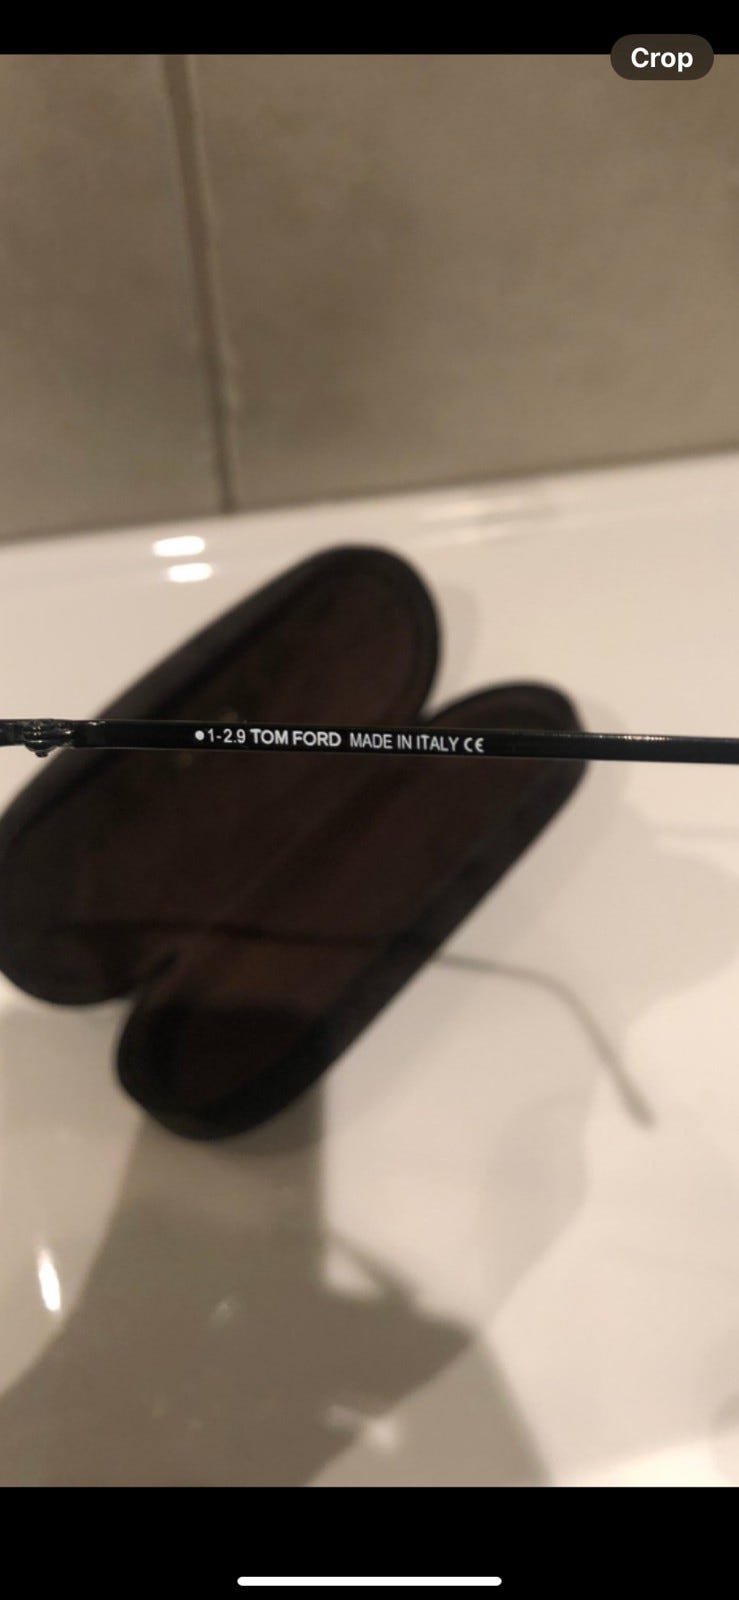 Crop
●1-2.9 TOM FORD MADE IN ITALY CE